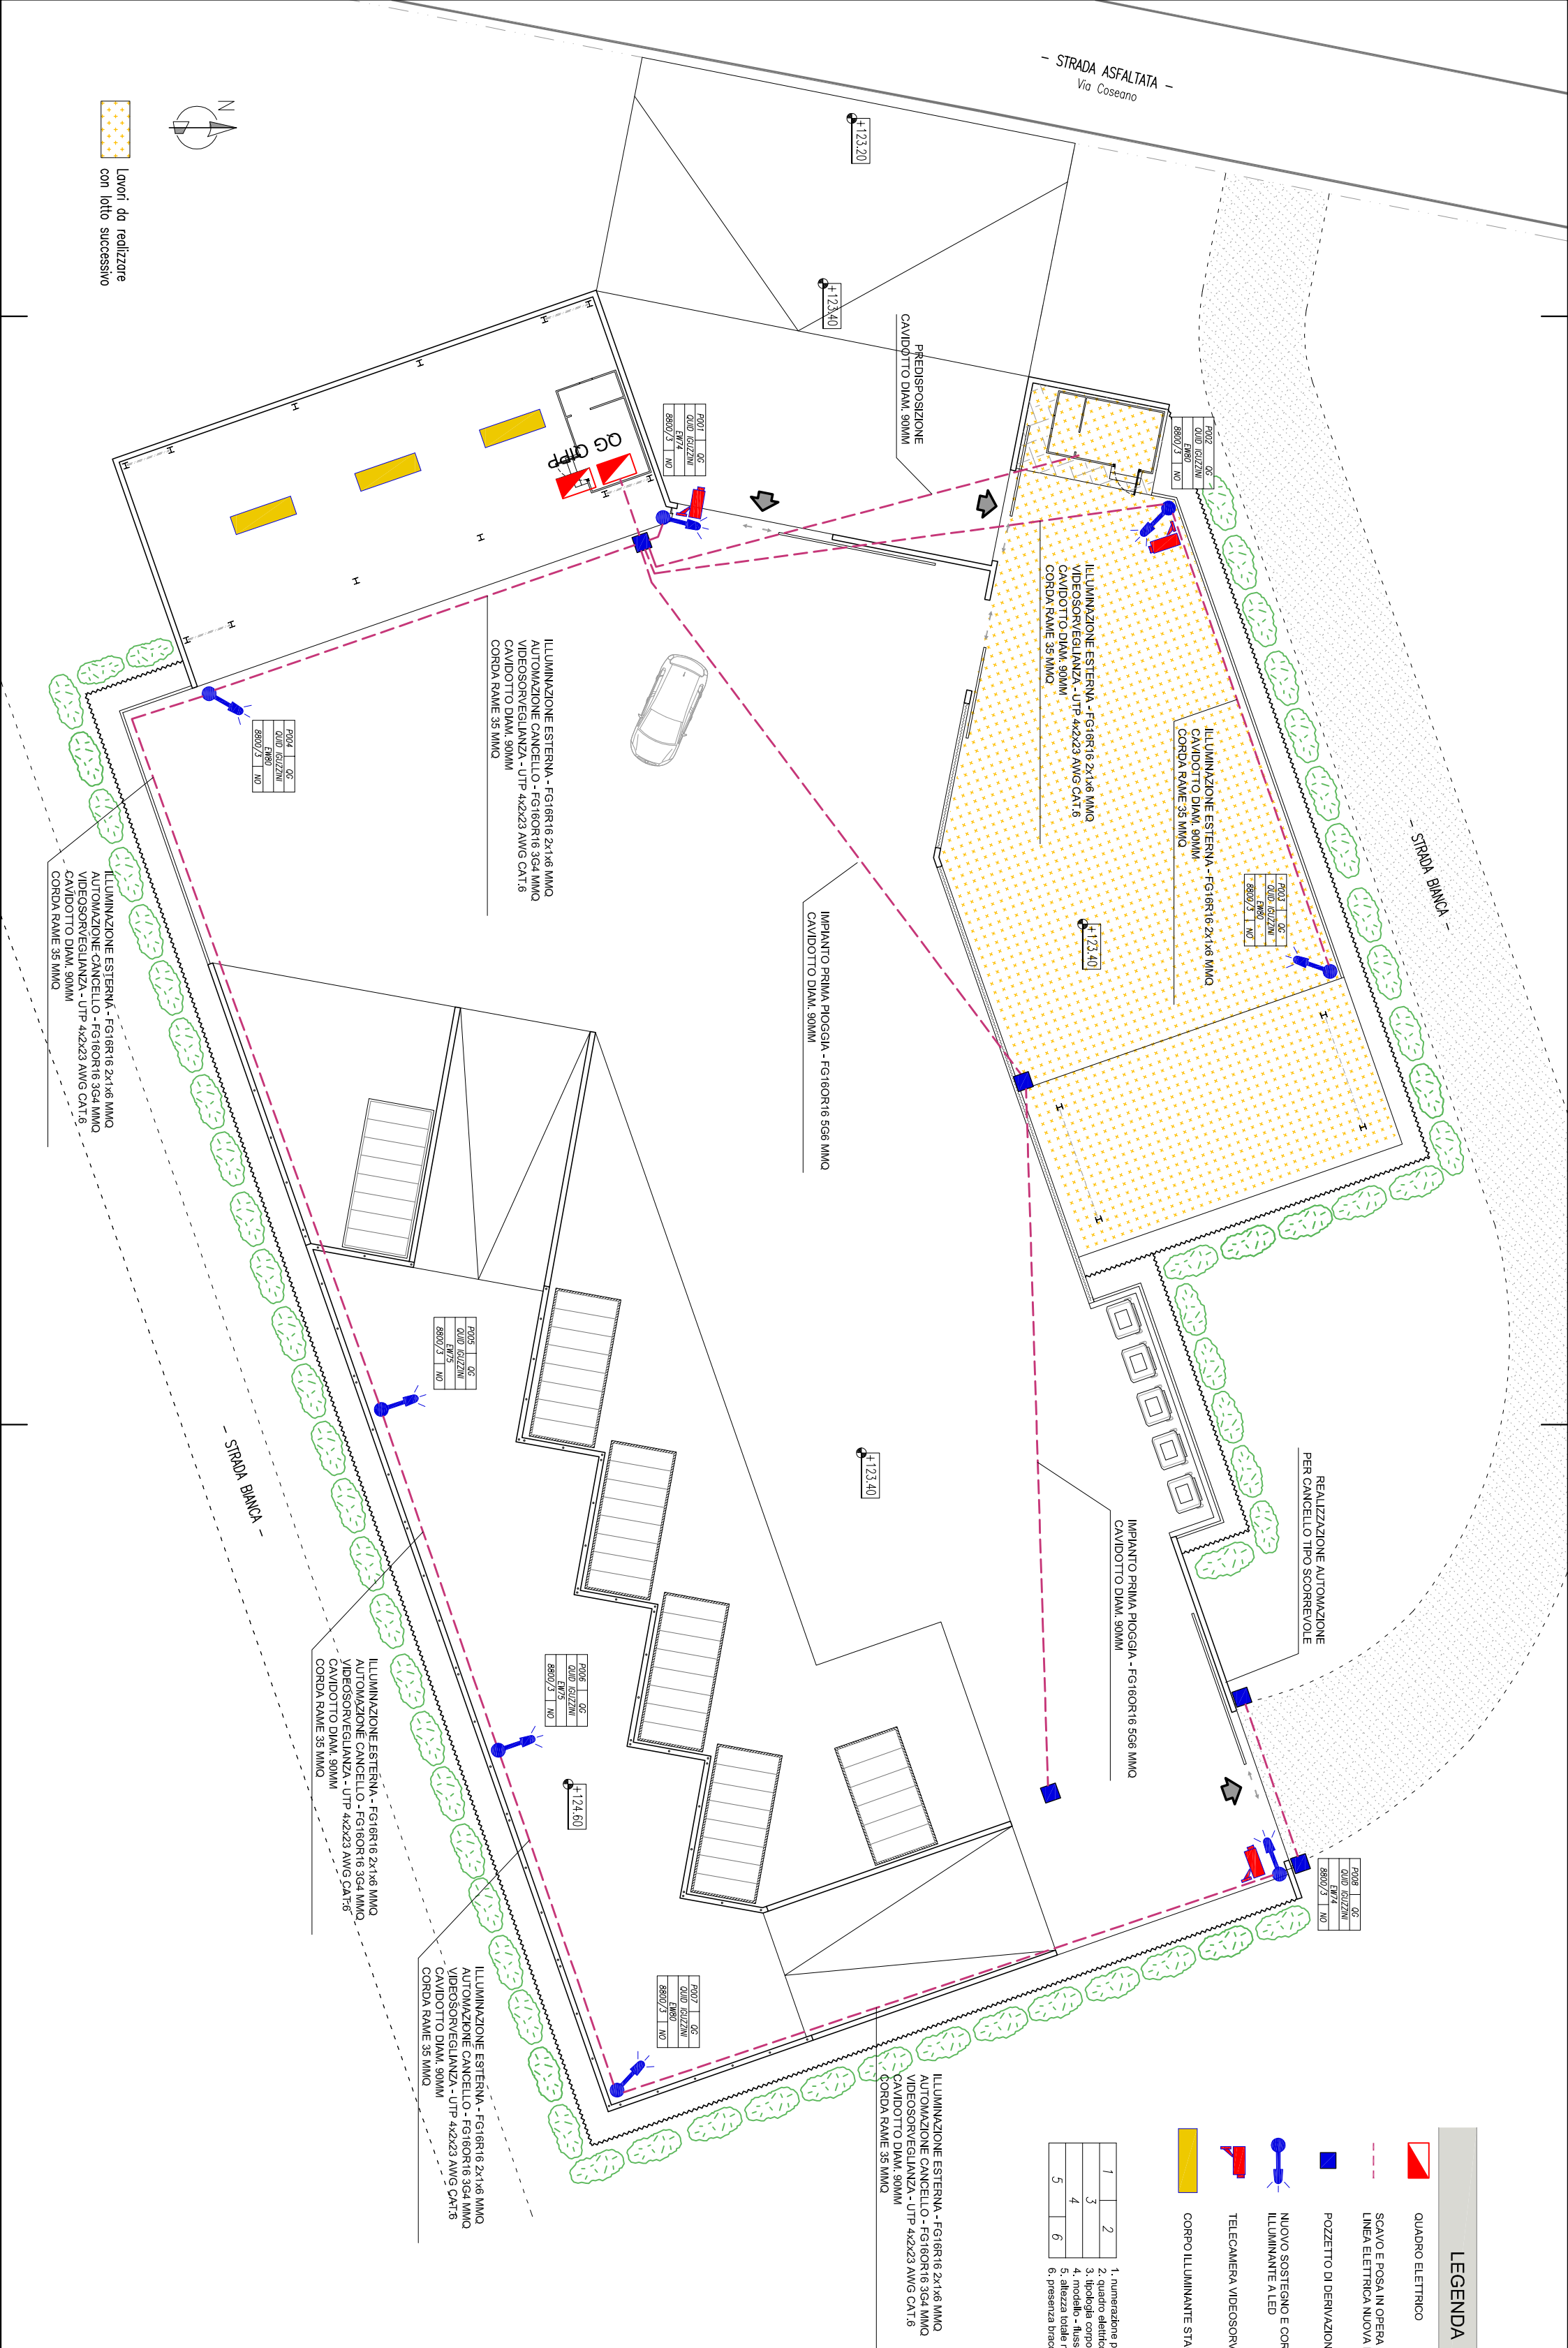 - STRADA ASFALTATA -
Via Coseano
N
Lavori da realizzare
con lotto successivo
+123.20
+123.40
PREDISPOSIZIONE
CAVIDOTTO DIAM. 90MM
P001 QG
QUID IGUZZINI
EW74
8800/3 NO
P002 QG
QUID IGUZZINI
EW80
8800/3 NO
QG
ILLUMINAZIONE ESTERNA - FG16R16 2x1x6 MMQ
VIDEOSORVEGLIANZA - UTP 4x2x23 AWG CAT.6
CAVIDOTTO DIAM. 90MM
CORDA RAME 35 MMQ
ILLUMINAZIONE ESTERNA - FG16R16 2x1x6 MMQ
CAVIDOTTO DIAM. 90MM
CORDA RAME 35 MMQ
P003 QG
QUID IGUZZINI
EW80
8800/3 NO
+123.40
- STRADA BIANCA -
ILLUMINAZIONE ESTERNA - FG16R16 2x1x6 MMQ
AUTOMAZIONE CANCELLO - FG16OR16 3G4 MMQ
VIDEOSORVEGLIANZA - UTP 4x2x23 AWG CAT.6
CAVIDOTTO DIAM. 90MM
CORDA RAME 35 MMQ
P004 QG
QUID IGUZZINI
EW80
8800/3 NO
ILLUMINAZIONE ESTERNA - FG16R16 2x1x6 MMQ
AUTOMAZIONE CANCELLO - FG16OR16 3G4 MMQ
VIDEOSORVEGLIANZA - UTP 4x2x23 AWG CAT.6
CAVIDOTTO DIAM. 90MM
CORDA RAME 35 MMQ
IMPIANTO PRIMA PIOGGIA - FG16OR16 5G6 MMQ
CAVIDOTTO DIAM. 90MM
P005 QG
QUID IGUZZINI
EW75
8800/3 NO
- STRADA BIANCA -
+123.40
REALIZZAZIONE AUTOMAZIONE
PER CANCELLO TIPO SCORREVOLE
IMPIANTO PRIMA PIOGGIA - FG16OR16 5G6 MMQ
CAVIDOTTO DIAM. 90MM
P006 QG
QUID IGUZZINI
EW75
8800/3 NO
+124.60
ILLUMINAZIONE ESTERNA - FG16R16 2x1x6 MMQ
AUTOMAZIONE CANCELLO - FG16OR16 3G4 MMQ
VIDEOSORVEGLIANZA - UTP 4x2x23 AWG CAT.6
CAVIDOTTO DIAM. 90MM
CORDA RAME 35 MMQ
P008 QG
QUID IGUZZINI
EW74
8800/3 NO
P007 QG
QUID IGUZZINI
EW80
8800/3 NO
ILLUMINAZIONE ESTERNA - FG16R16 2x1x6 MMQ
AUTOMAZIONE CANCELLO - FG16OR16 3G4 MMQ
VIDEOSORVEGLIANZA - UTP 4x2x23 AWG CAT.6
CAVIDOTTO DIAM. 90MM
CORDA RAME 35 MMQ
ILLUMINAZIONE ESTERNA - FG16R16 2x1x6 MMQ
AUTOMAZIONE CANCELLO - FG16OR16 3G4 MMQ
VIDEOSORVEGLIANZA - UTP 4x2x23 AWG CAT.6
CAVIDOTTO DIAM. 90MM
CORDA RAME 35 MMQ
LEGENDA
QUADRO ELETTRICO
SCAVO E POSA IN OPERA
LINEA ELETTRICA NUOVA
POZZETTO DI DERIVAZION
NUOVO SOSTEGNO E COR
ILLUMINANTE A LED
TELECAMERA VIDEOSORV
CORPO ILLUMINANTE STA
1 2
3
4
5 6
1. numerazione p
2. quadro elettric
3. tipologia corpo
4. modello - fluss
5. altezza totale r
6. presenza brac